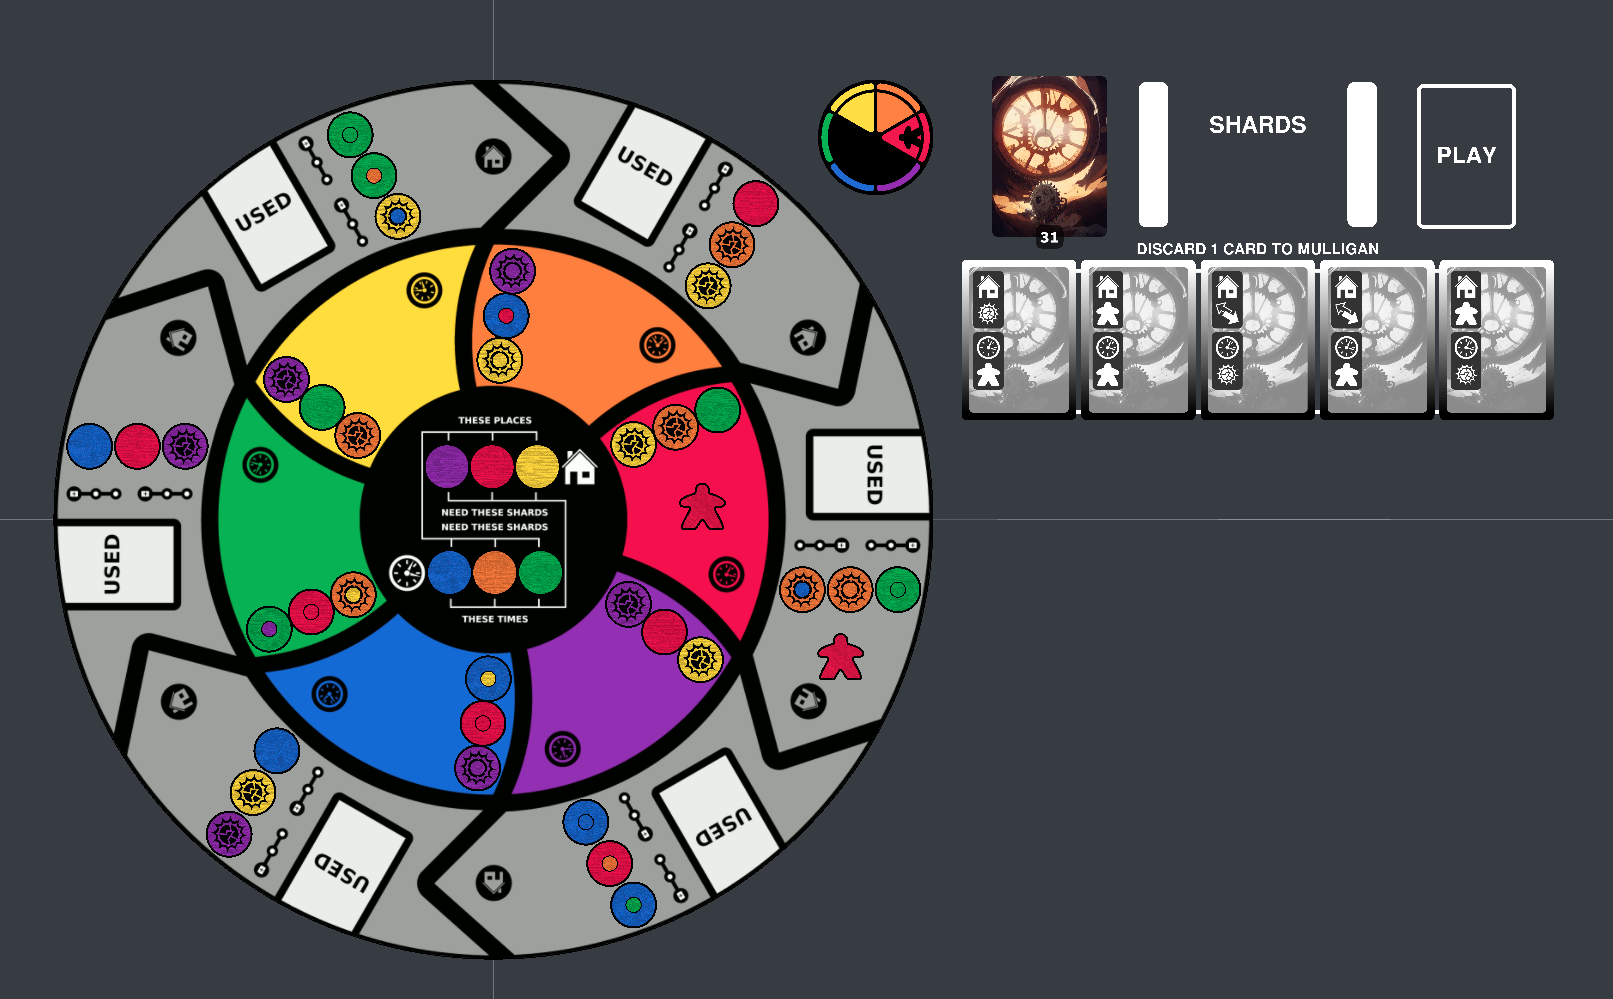 USED
USED
USED
USED
USED
USED
THESE PLACES
NEED THESE SHARDS
NEED THESE SHARDS
THESE TIMES
31
SHARDS
PLAY
DISCARD 1 CARD TO MULLIGAN